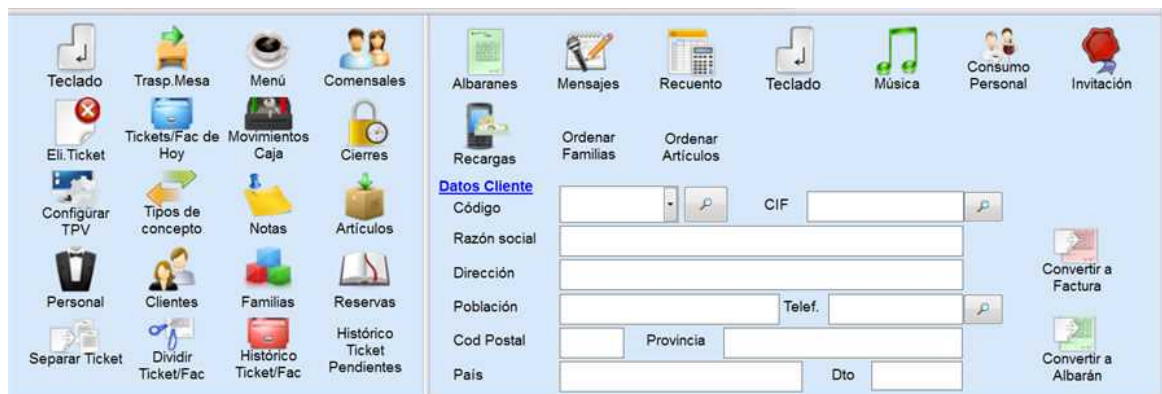 Teclado
Trasp.Mesa
Menú
Comensales
Eli.Ticket
Tickets/Fac de
Hoy
Movimientos
Caja
Cierres
Configurar
TPV
Tipos de
concepto
Notas
Artículos
Personal
Clientes
Familias
Reservas
Separar Ticket
Dividir
Ticket/Fac
Histórico
Ticket/Fac
Histórico
Ticket
Pendientes
Albaranes
Mensajes
Recuento
Teclado
Música
Consumo
Personal
Invitación
Recargas
Ordenar
Familias
Ordenar
Artículos
Datos Cliente
Código
CIF
Razón social
Dirección
Población
Telef.
Cod Postal
Provincia
País
Dto
Convertir a
Factura
Convertir a
Albarán